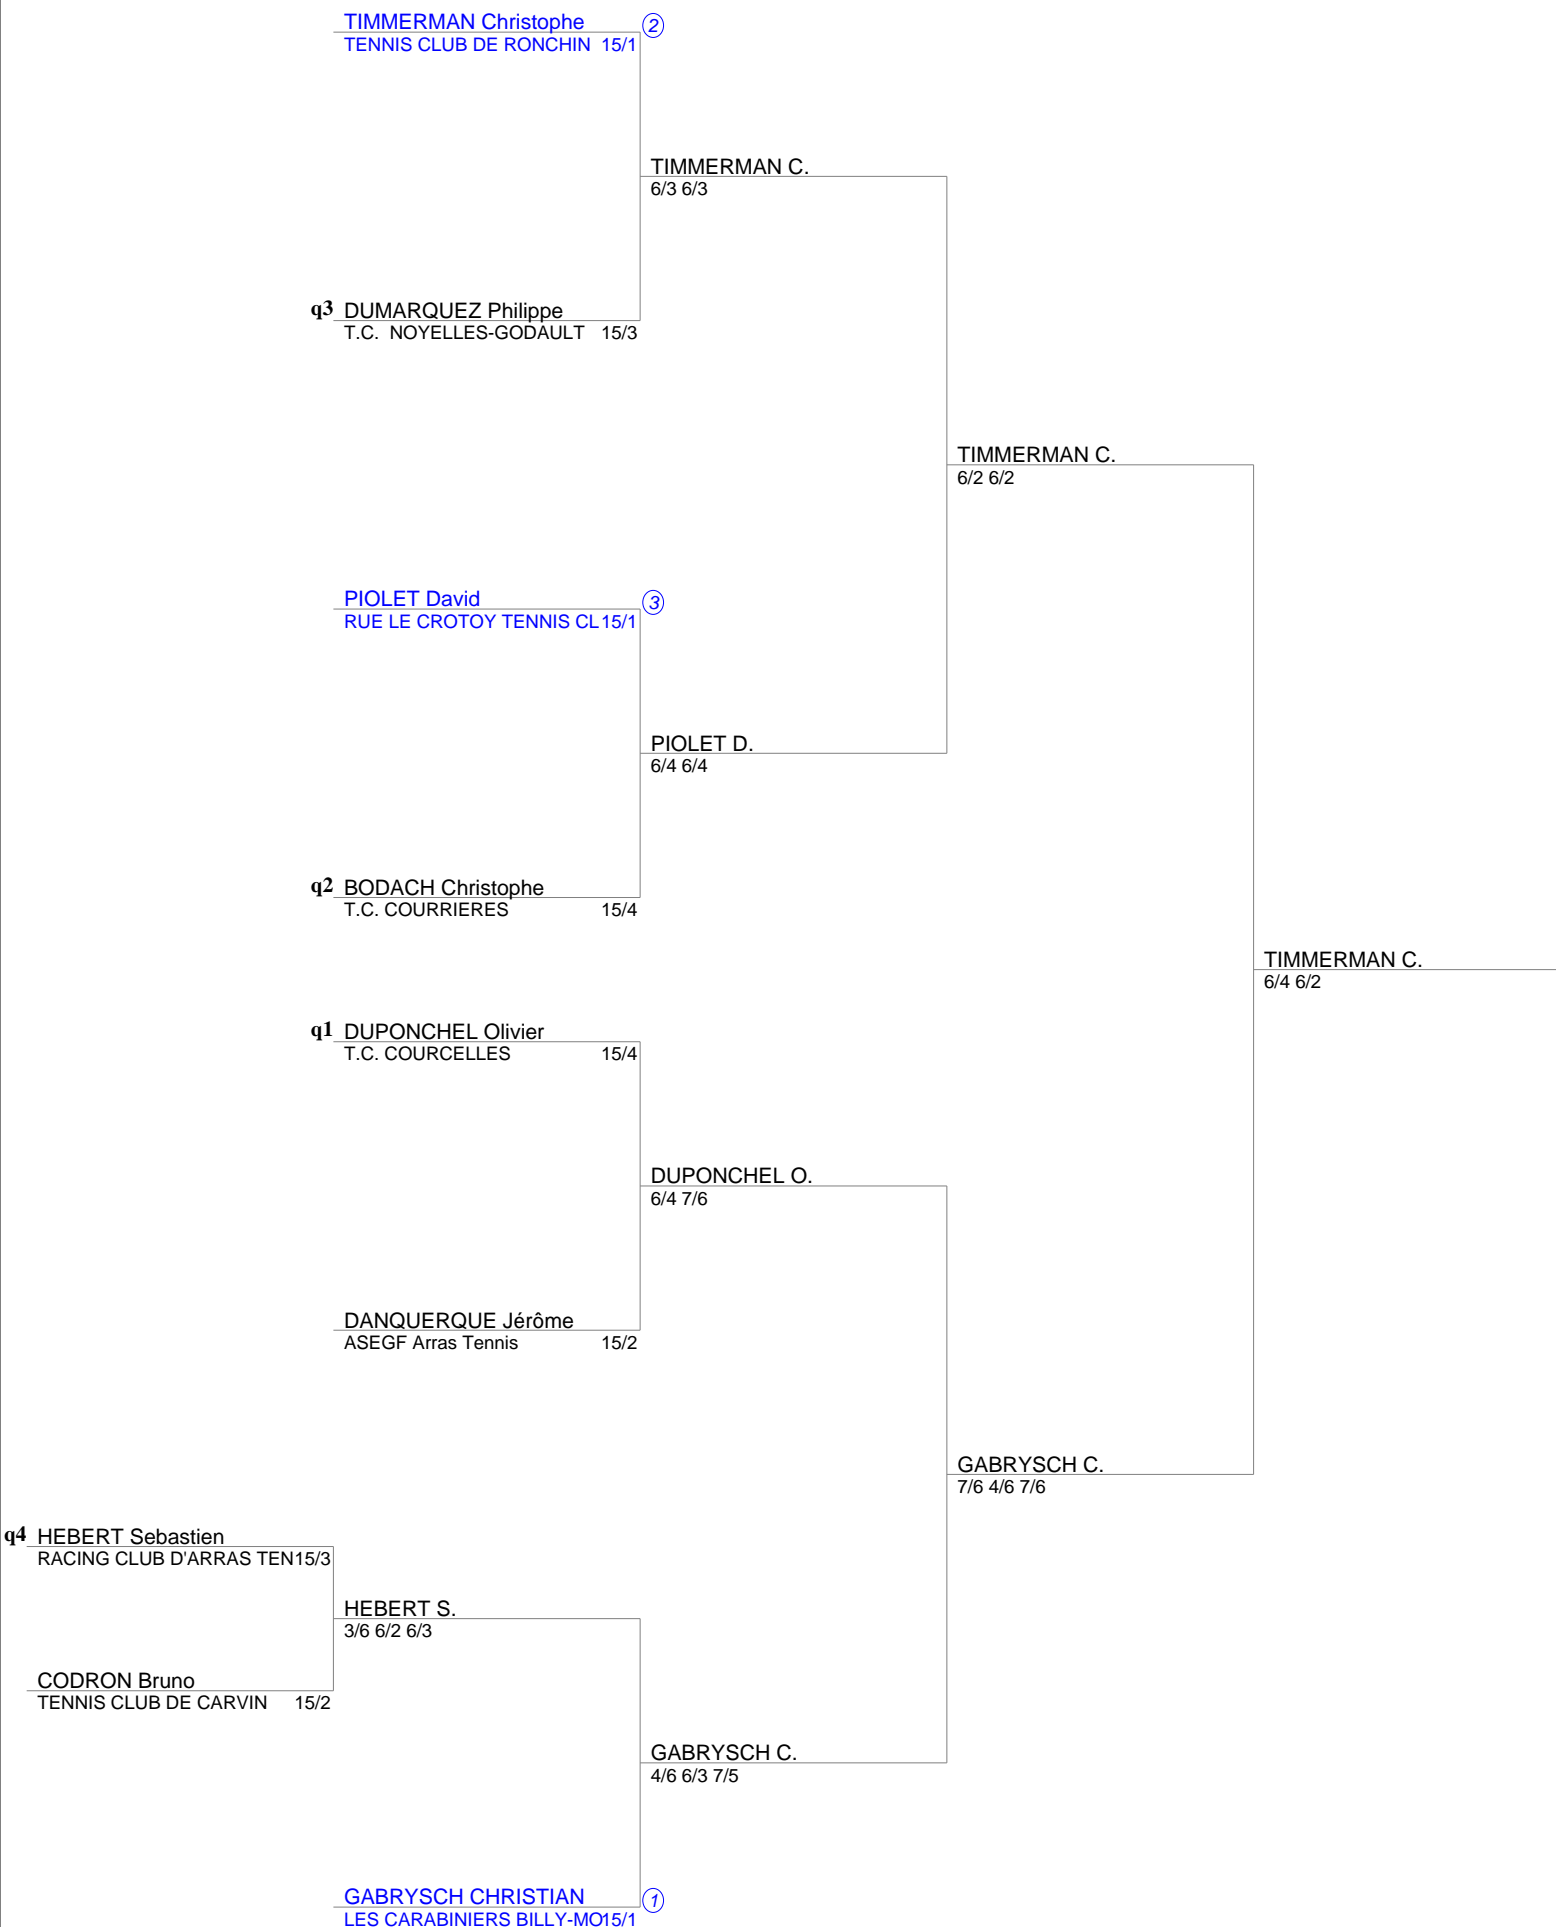 TIMMERMAN Christophe 2
TENNIS CLUB DE RONCHIN 15/1
TIMMERMAN C.
6/3 6/3
q3 DUMARQUEZ Philippe
T.C. NOYELLES-GODAULT 15/3
TIMMERMAN C.
6/2 6/2
PIOLET David 3
RUE LE CROTOY TENNIS CL 15/1
PIOLET D.
6/4 6/4
q2 BODACH Christophe
T.C. COURRIERES 15/4
TIMMERMAN C.
6/4 6/2
q1 DUPONCHEL Olivier
T.C. COURCELLES 15/4
DUPONCHEL O.
6/4 7/6
DANQUERQUE Jérôme
ASEGF Arras Tennis 15/2
GABRYSCH C.
7/6 4/6 7/6
q4 HEBERT Sebastien
RACING CLUB D'ARRAS TEN 15/3
HEBERT S.
3/6 6/2 6/3
CODRON Bruno
TENNIS CLUB DE CARVIN 15/2
GABRYSCH C.
4/6 6/3 7/5
GABRYSCH CHRISTIAN 1
LES CARABINIERS BILLY-MO 15/1